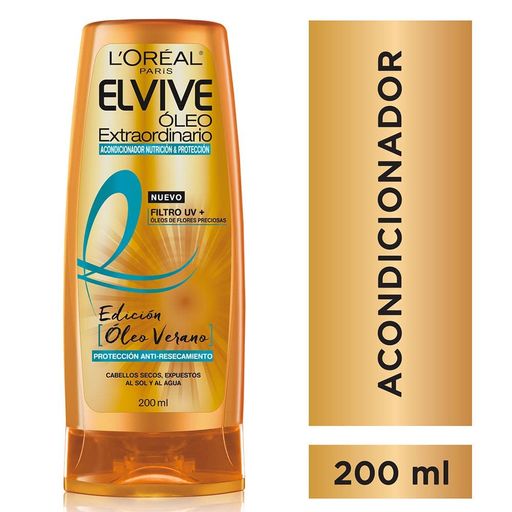 L'ORÉAL
PARIS
ELVIVE
ÓLEO
Extraordinario
ACONDICIONADOR NUTRICIÓN & PROTECCIÓN
NUEVO
FILTRO UV +
ÓLEOS DE FLORES PRECIOSAS
Edición
[Óleo Verano]
PROTECCIÓN ANTI-RESECAMIENTO
CABELLOS SECOS, EXPUESTOS
AL SOL Y AL AGUA
200 ml
ACONDICIONADOR
200 ml